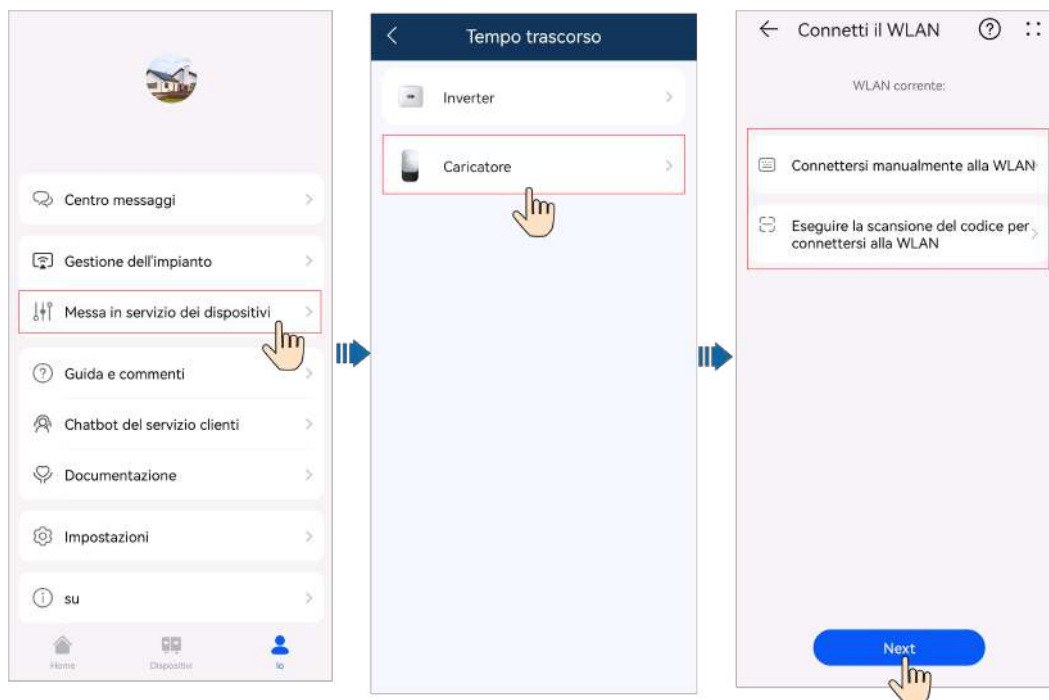 Centro messaggi
Gestione dell'impianto
Messa in servizio dei dispositivi
Guida e commenti
Chatbot del servizio clienti
Documentazione
Impostazioni
su
Home
Dispositivi
Io
Tempo trascorso
Inverter
Caricatore
Connetti il WLAN
WLAN corrente:
Connettersi manualmente alla WLAN
Eseguire la scansione del codice per
connettersi alla WLAN
Next